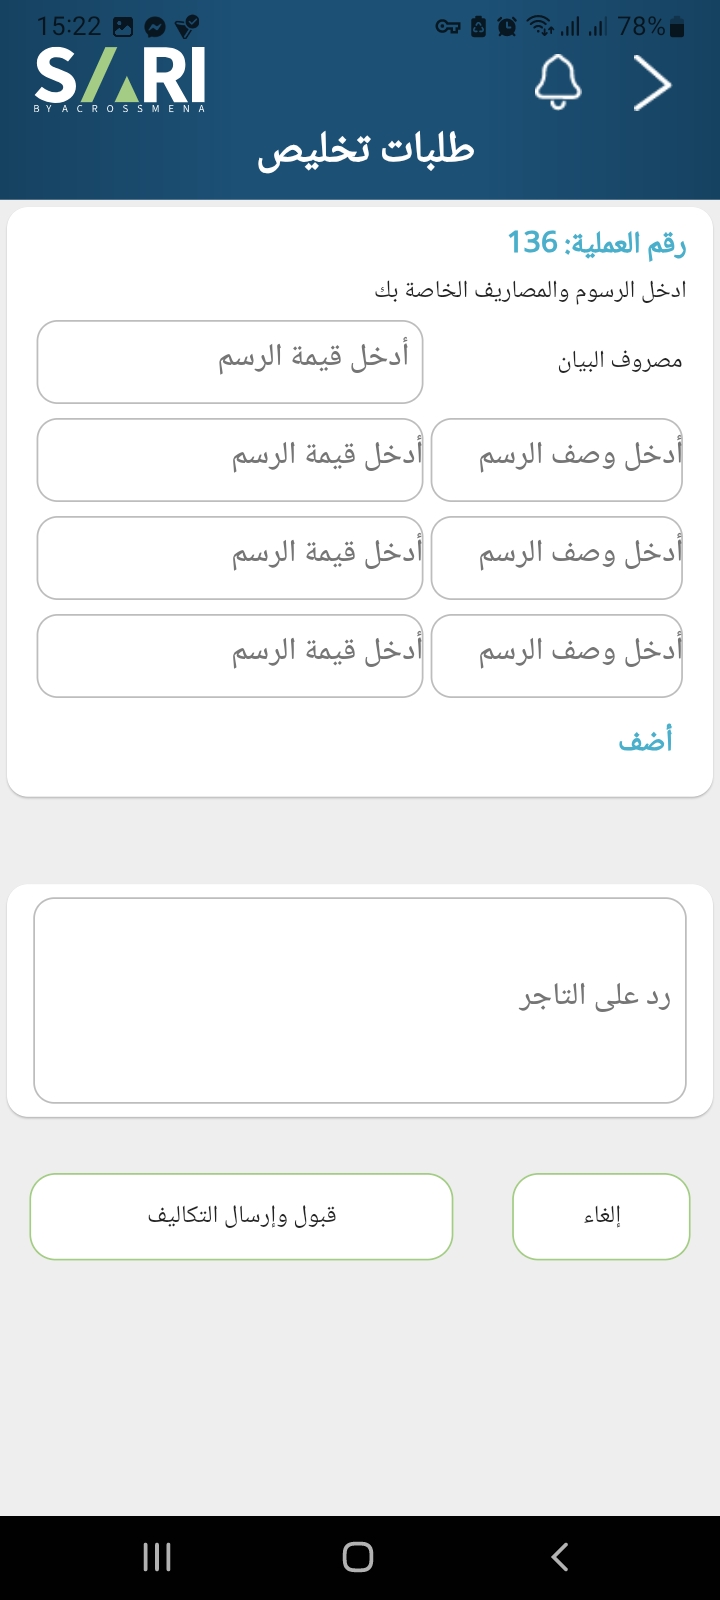 15:22 78%
SARI
BY ACROSSMENA
طلبات تخليص
رقم العملية: 136
ادخل الرسوم والمصاريف الخاصة بك
مصروف البيان أدخل قيمة الرسم
أدخل وصف الرسم أدخل قيمة الرسم
أدخل وصف الرسم أدخل قيمة الرسم
أدخل وصف الرسم أدخل قيمة الرسم
أضف
رد على التاجر
إلغاء قبول وإرسال التكاليف